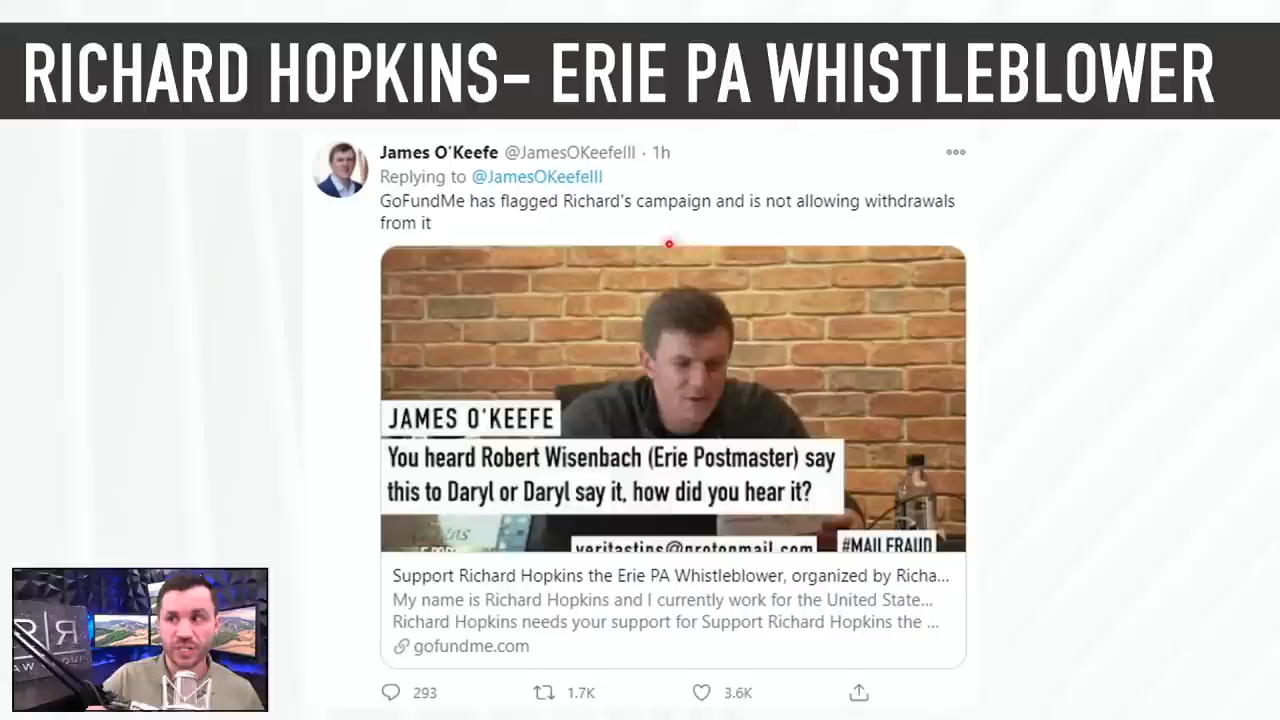 RICHARD HOPKINS- ERIE PA WHISTLEBLOWER
James O'Keefe @JamesOKeefeIII · 1h
Replying to @JamesOKeefeIII
GoFundMe has flagged Richard's campaign and is not allowing withdrawals
from it
JAMES O'KEEFE
You heard Robert Wisenbach (Erie Postmaster) say
this to Daryl or Daryl say it, how did you hear it?
veritastips@protonmail.com
#MAILFRAUD
Support Richard Hopkins the Erie PA Whistleblower, organized by Richa...
My name is Richard Hopkins and I currently work for the United State...
Richard Hopkins needs your support for Support Richard Hopkins the ...
gofundme.com
293 1.7K 3.6K